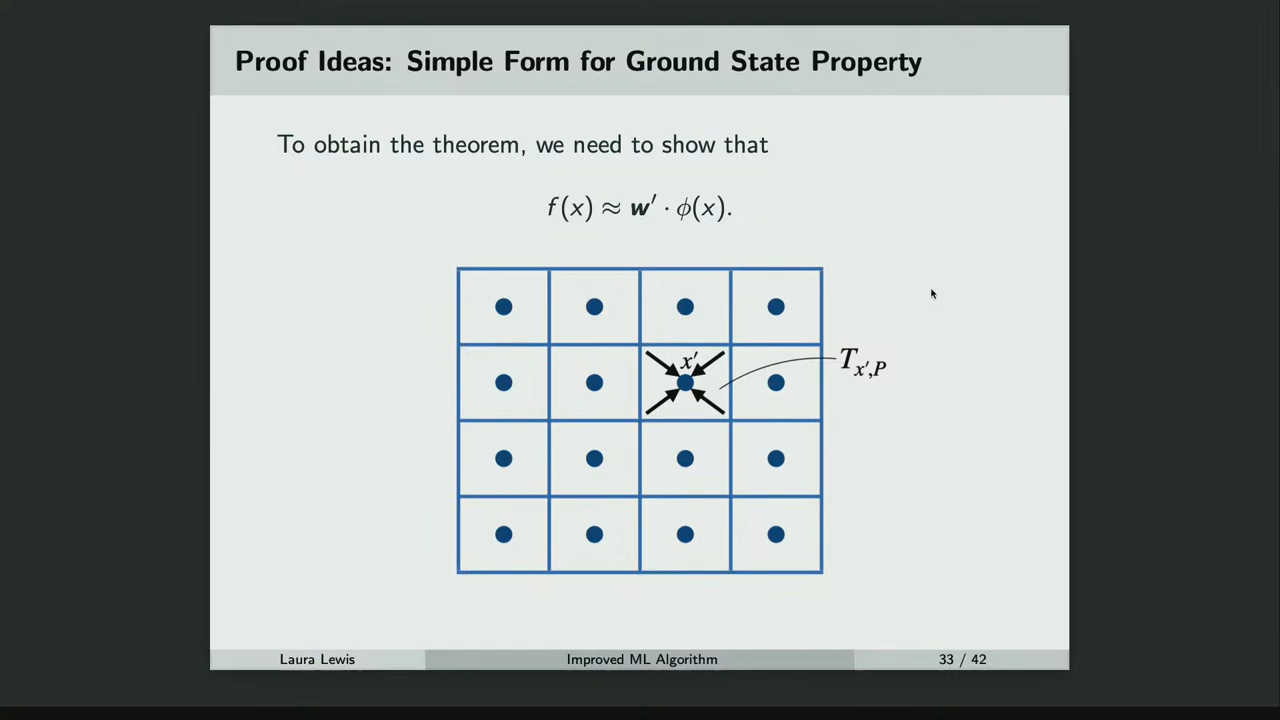 Proof Ideas: Simple Form for Ground State Property
To obtain the theorem, we need to show that
f(x) ≈ w′ · ϕ(x).
x′
T_{x′,P}
Laura Lewis
Improved ML Algorithm
33 / 42